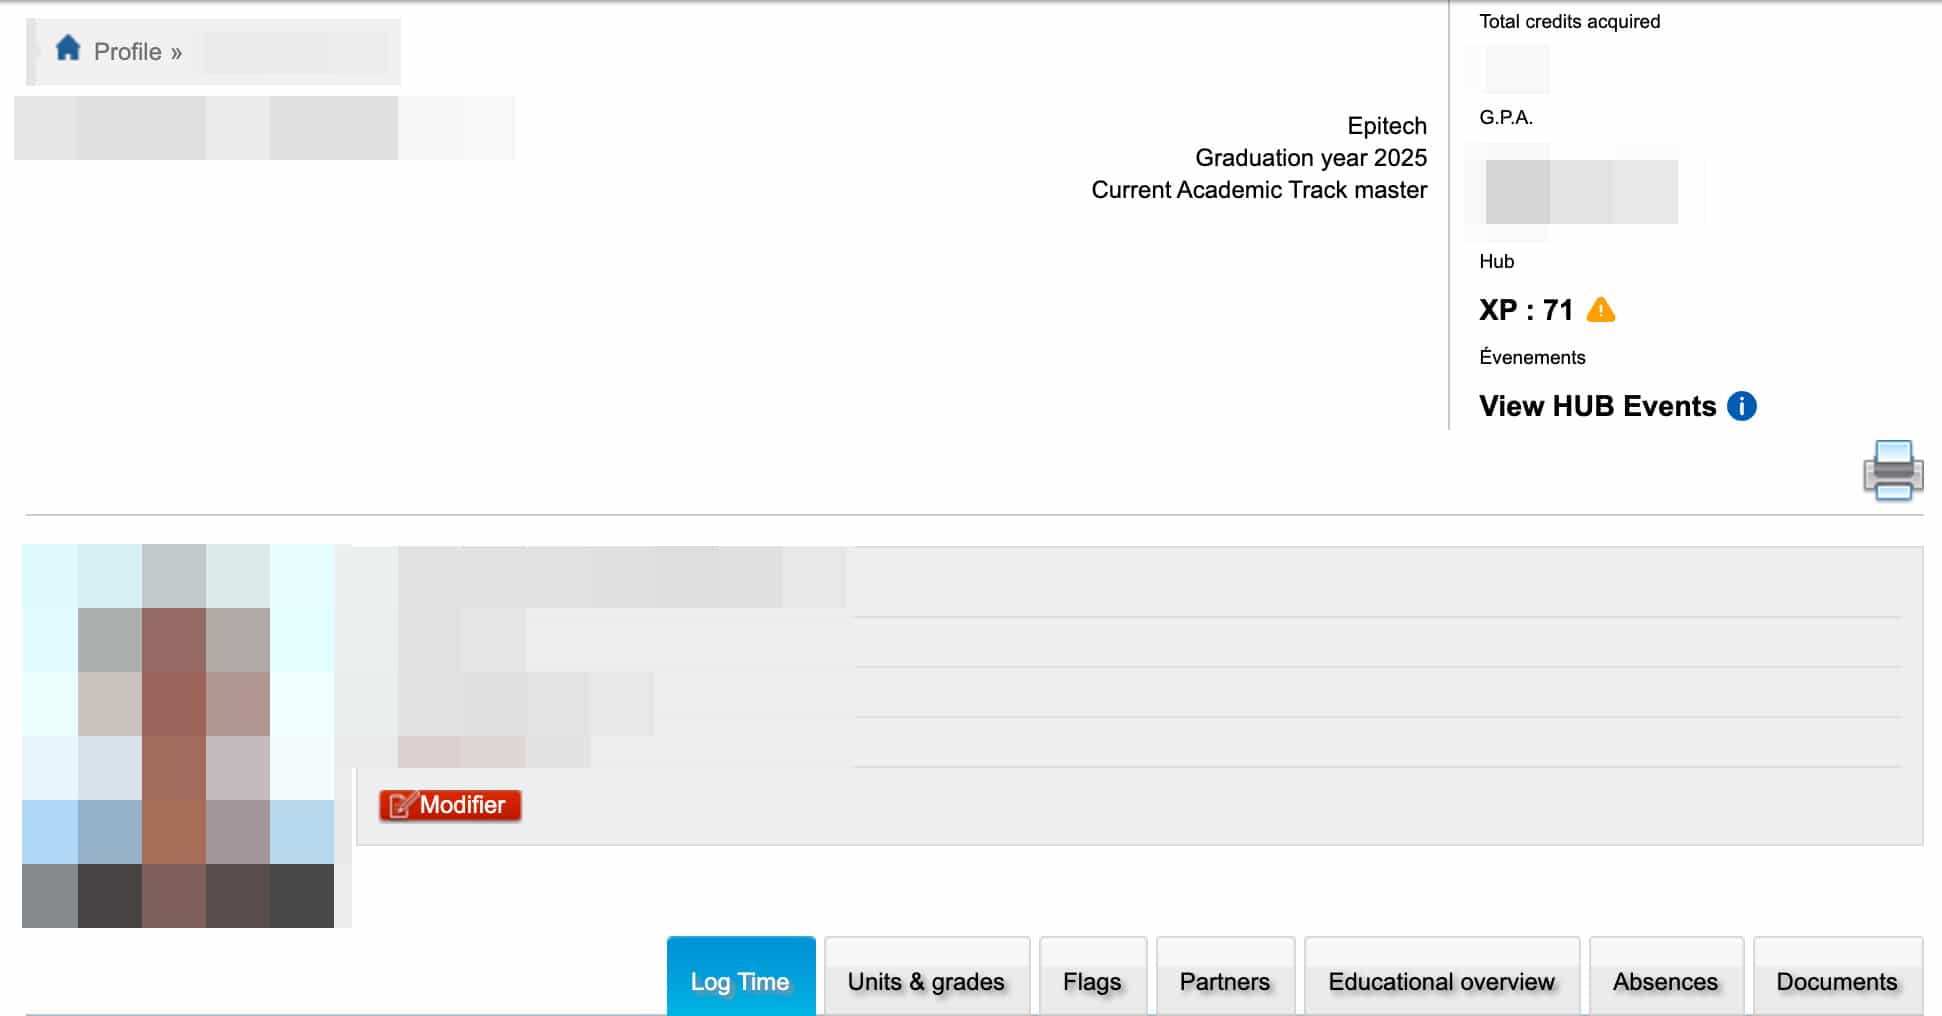 Profile »
Epitech
Graduation year 2025
Current Academic Track master
Total credits acquired
G.P.A.
Hub
XP : 71
Évenements
View HUB Events
Modifier
Log Time
Units & grades
Flags
Partners
Educational overview
Absences
Documents